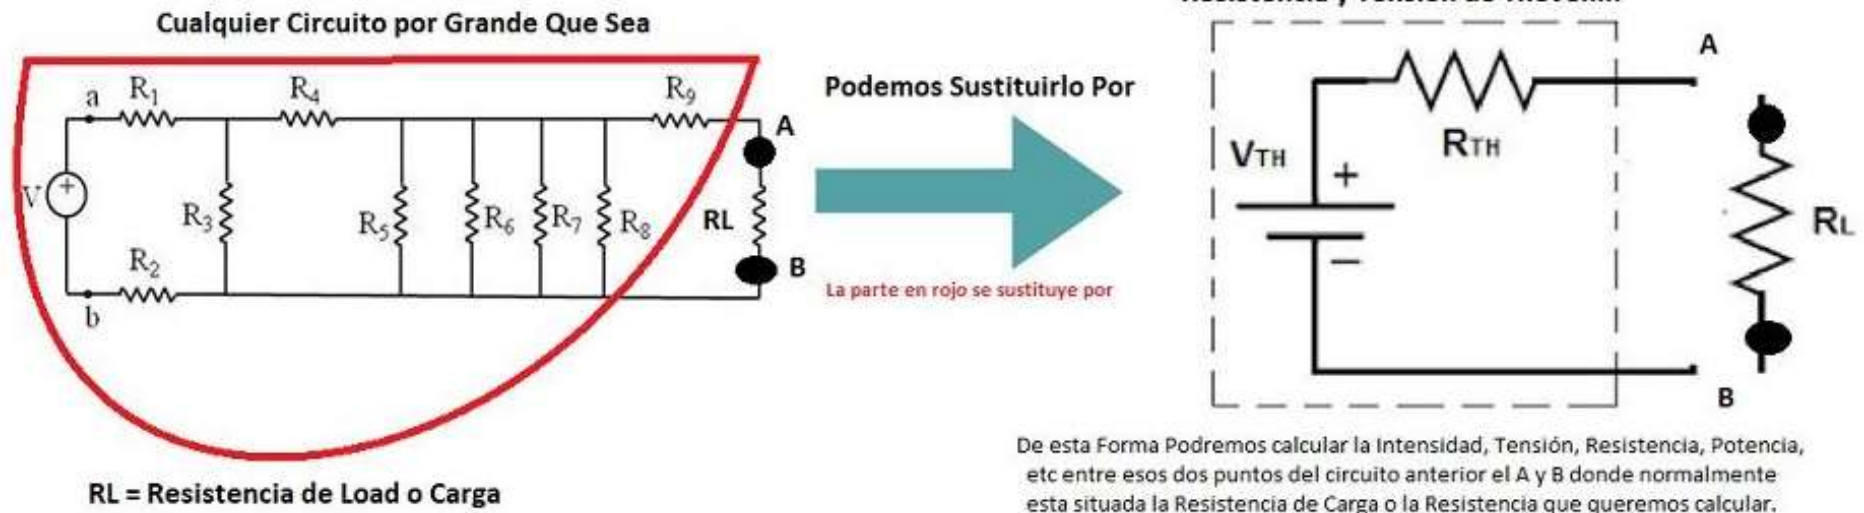 Cualquier Circuito por Grande Que Sea
a
R1
R4
R9
A
V
+
R3
R5
R6
R7
R8
RL
R2
b
B
RL = Resistencia de Load o Carga
Podemos Sustituirlo Por
La parte en rojo se sustituye por
A
VTH
RTH
+
−
RL
B
De esta Forma Podremos calcular la Intensidad, Tensión, Resistencia, Potencia,
etc entre esos dos puntos del circuito anterior el A y B donde normalmente
esta situada la Resistencia de Carga o la Resistencia que queremos calcular.